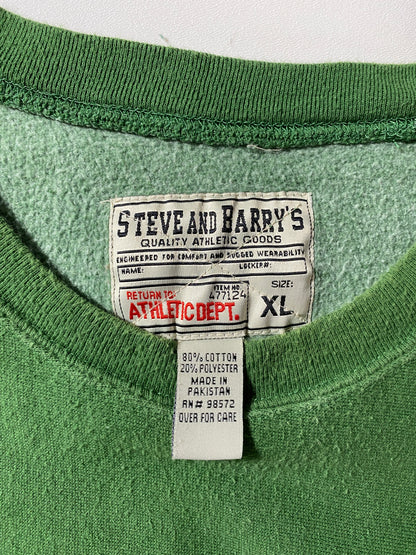 STEVE AND BARRY'S
QUALITY ATHLETIC GOODS
ENGINEERED FOR COMFORT AND RUGGED WEARABILITY
NAME: LOCKER#:
RETURN TO: ITEM NO SIZE:
ATHLETIC DEPT. 477124 XL
80% COTTON
20% POLYESTER
MADE IN
PAKISTAN
RN# 98572
OVER FOR CARE